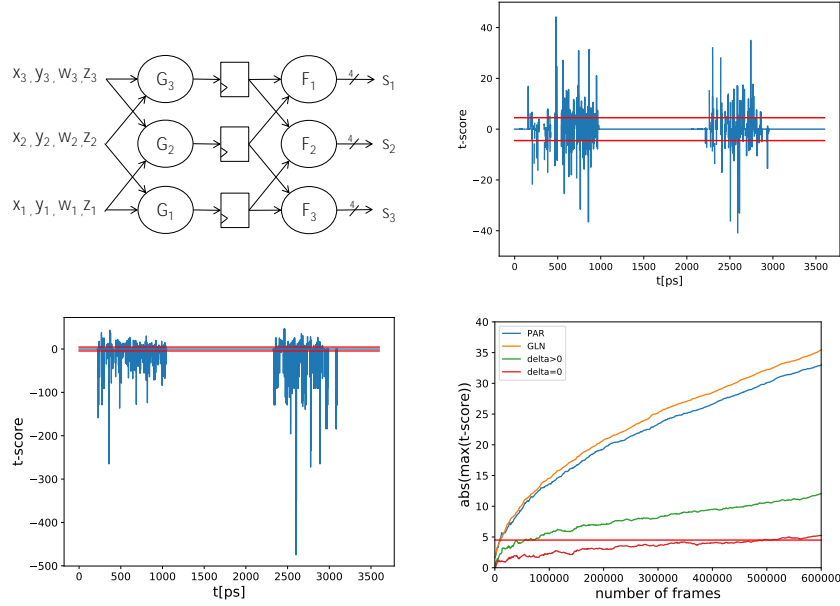 x3, y3, w3, z3
G3
F1
4
s1
x2, y2, w2, z2
G2
F2
4
s2
x1, y1, w1, z1
G1
F3
4
s3
40
20
0
−20
−40
t-score
0
500
1000
1500
2000
2500
3000
3500
t[ps]
0
−100
−200
−300
−400
−500
t-score
0
500
1000
1500
2000
2500
3000
3500
t[ps]
40
35
30
25
20
15
10
5
0
abs(max(t-score))
PAR
GLN
delta>0
delta=0
0
100000
200000
300000
400000
500000
600000
number of frames